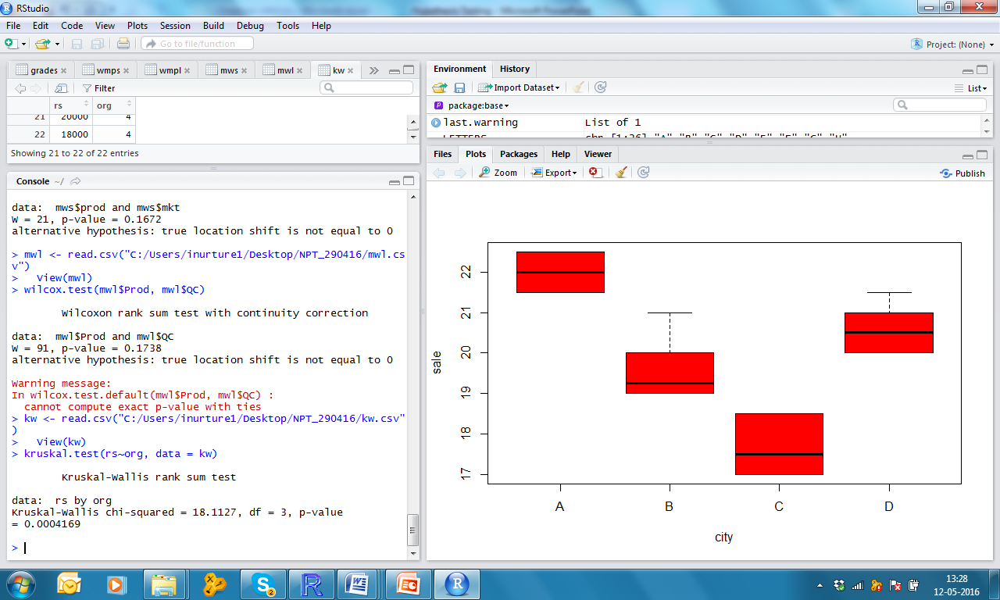 RStudio
File Edit Code View Plots Session Build Debug Tools Help
Go to file/function
Project: (None)
grades wmps wmpl mws mwl kw
Filter
rs org
21 20000 4
22 18000 4
Showing 21 to 22 of 22 entries
Console ~/
data:  mws$prod and mws$mkt
W = 21, p-value = 0.1672
alternative hypothesis: true location shift is not equal to 0
> mwl <- read.csv("C:/Users/inurture1/Desktop/NPT_290416/mwl.cs
v")
>   View(mwl)
> wilcox.test(mwl$Prod, mwl$QC)
Wilcoxon rank sum test with continuity correction
data:  mwl$Prod and mwl$QC
W = 91, p-value = 0.1738
alternative hypothesis: true location shift is not equal to 0
Warning message:
In wilcox.test.default(mwl$Prod, mwl$QC) :
cannot compute exact p-value with ties
> kw <- read.csv("C:/Users/inurture1/Desktop/NPT_290416/kw.csv"
)
>   View(kw)
> kruskal.test(rs~org, data = kw)
Kruskal-Wallis rank sum test
data:  rs by org
Kruskal-Wallis chi-squared = 18.1127, df = 3, p-value
= 0.0004169
>
Environment History
Import Dataset
List
package:base
last.warning List of 1
LETTERS chr [1:26] "A" "B" "C" "D" "E" "F" "G" "H"
Files Plots Packages Help Viewer
Zoom Export Publish
22
21
20
19
18
17
sale
A B C D
city
2
13:28
12-05-2016